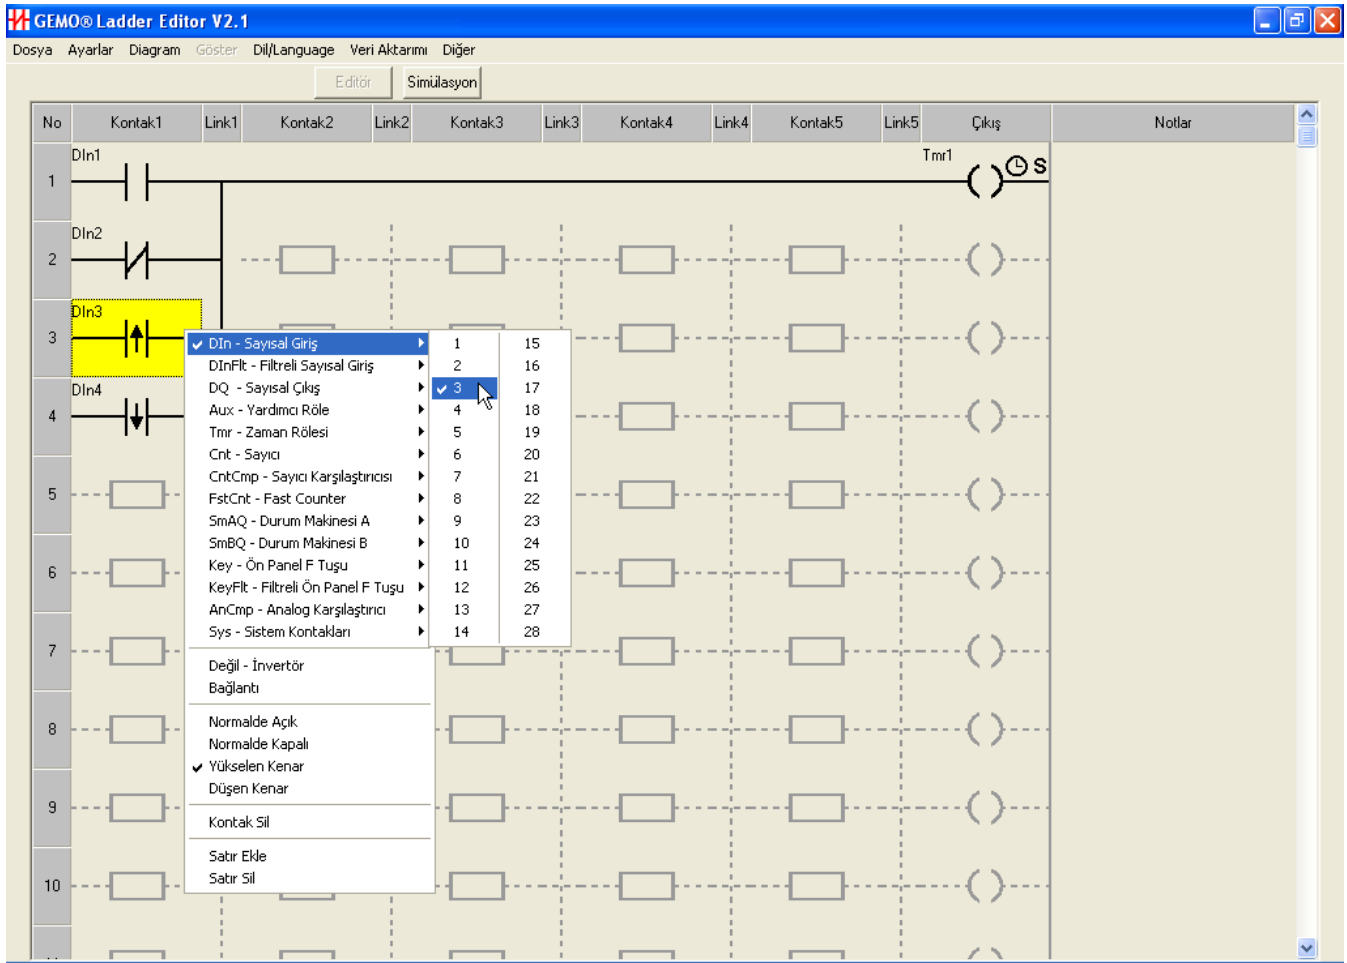 GEMO® Ladder Editor V2.1
Dosya Ayarlar Diagram Göster Dil/Language Veri Aktarımı Diğer
Editör Simülasyon
No Kontak1 Link1 Kontak2 Link2 Kontak3 Link3 Kontak4 Link4 Kontak5 Link5 Çıkış Notlar
DIn1 Tmr1
1 S
DIn2
2
DIn3
3
DIn - Sayısal Giriş 1 15
DInFlt - Filtreli Sayısal Giriş 2 16
DQ - Sayısal Çıkış 3 17
DIn4
4
Aux - Yardımcı Röle 4 18
Tmr - Zaman Rölesi 5 19
Cnt - Sayıcı 6 20
CntCmp - Sayıcı Karşılaştırıcısı 7 21
5
FstCnt - Fast Counter 8 22
SmAQ - Durum Makinesi A 9 23
SmBQ - Durum Makinesi B 10 24
6
Key - Ön Panel F Tuşu 11 25
KeyFlt - Filtreli Ön Panel F Tuşu 12 26
AnCmp - Analog Karşılaştırıcı 13 27
Sys - Sistem Kontakları 14 28
7
Değil - İnvertör
Bağlantı
8
Normalde Açık
Normalde Kapalı
Yükselen Kenar
Düşen Kenar
9
Kontak Sil
Satır Ekle
Satır Sil
10